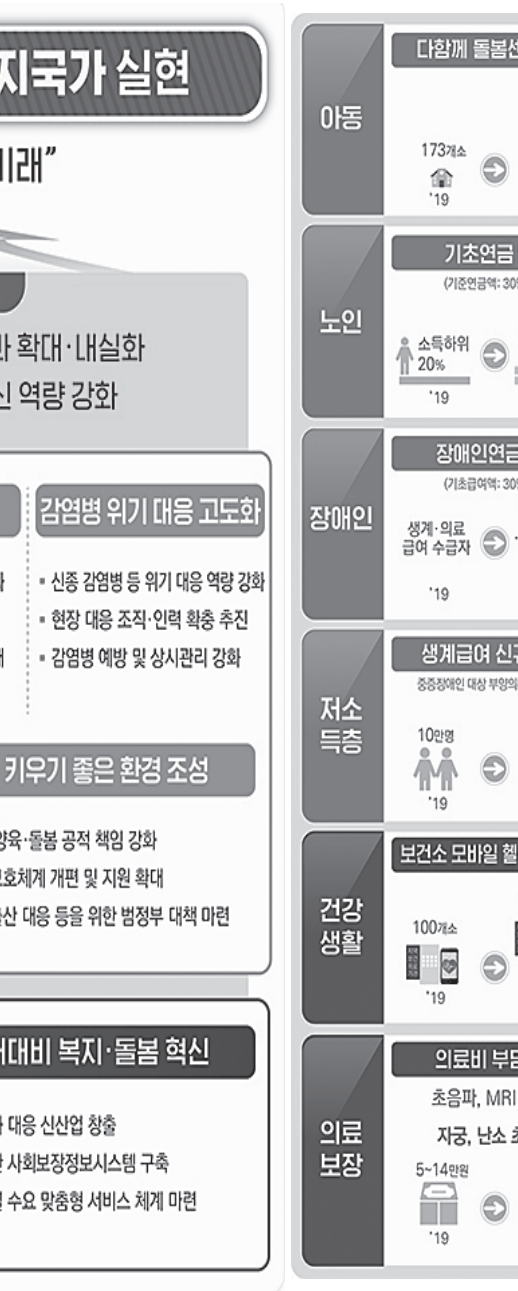 지국가 실현
미래”
확대·내실화
역량 강화
감염병 위기 대응 고도화
▪ 신종 감염병 등 위기 대응 역량 강화
▪ 현장 대응 조직·인력 확충 추진
▪ 감염병 예방 및 상시관리 강화
키우기 좋은 환경 조성
양육·돌봄 공적 책임 강화
보호체계 개편 및 지원 확대
대응 등을 위한 범정부 대책 마련
대비 복지·돌봄 혁신
대응 신산업 창출
사회보장정보시스템 구축
수요 맞춤형 서비스 체계 마련
아동
다함께 돌봄센
173개소
'19
노인
기초연금
(기준연금액: 30
소득하위
20%
'19
장애인
장애인연금
(기초급여액: 30
생계·의료
급여 수급자
'19
저소
득층
생계급여 신규
중증장애인 대상 부양의
10만명
'19
건강
생활
보건소 모바일 헬
100개소
'19
의료
보장
의료비 부담
초음파, MRI
자궁, 난소 초
5~14만원
'19